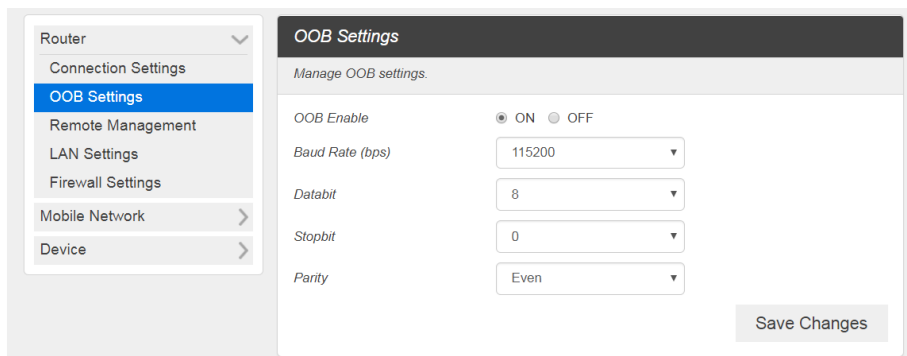 Router
Connection Settings
OOB Settings
Remote Management
LAN Settings
Firewall Settings
Mobile Network
Device
OOB Settings
Manage OOB settings.
OOB Enable ON OFF
Baud Rate (bps) 115200
Databit 8
Stopbit 0
Parity Even
Save Changes